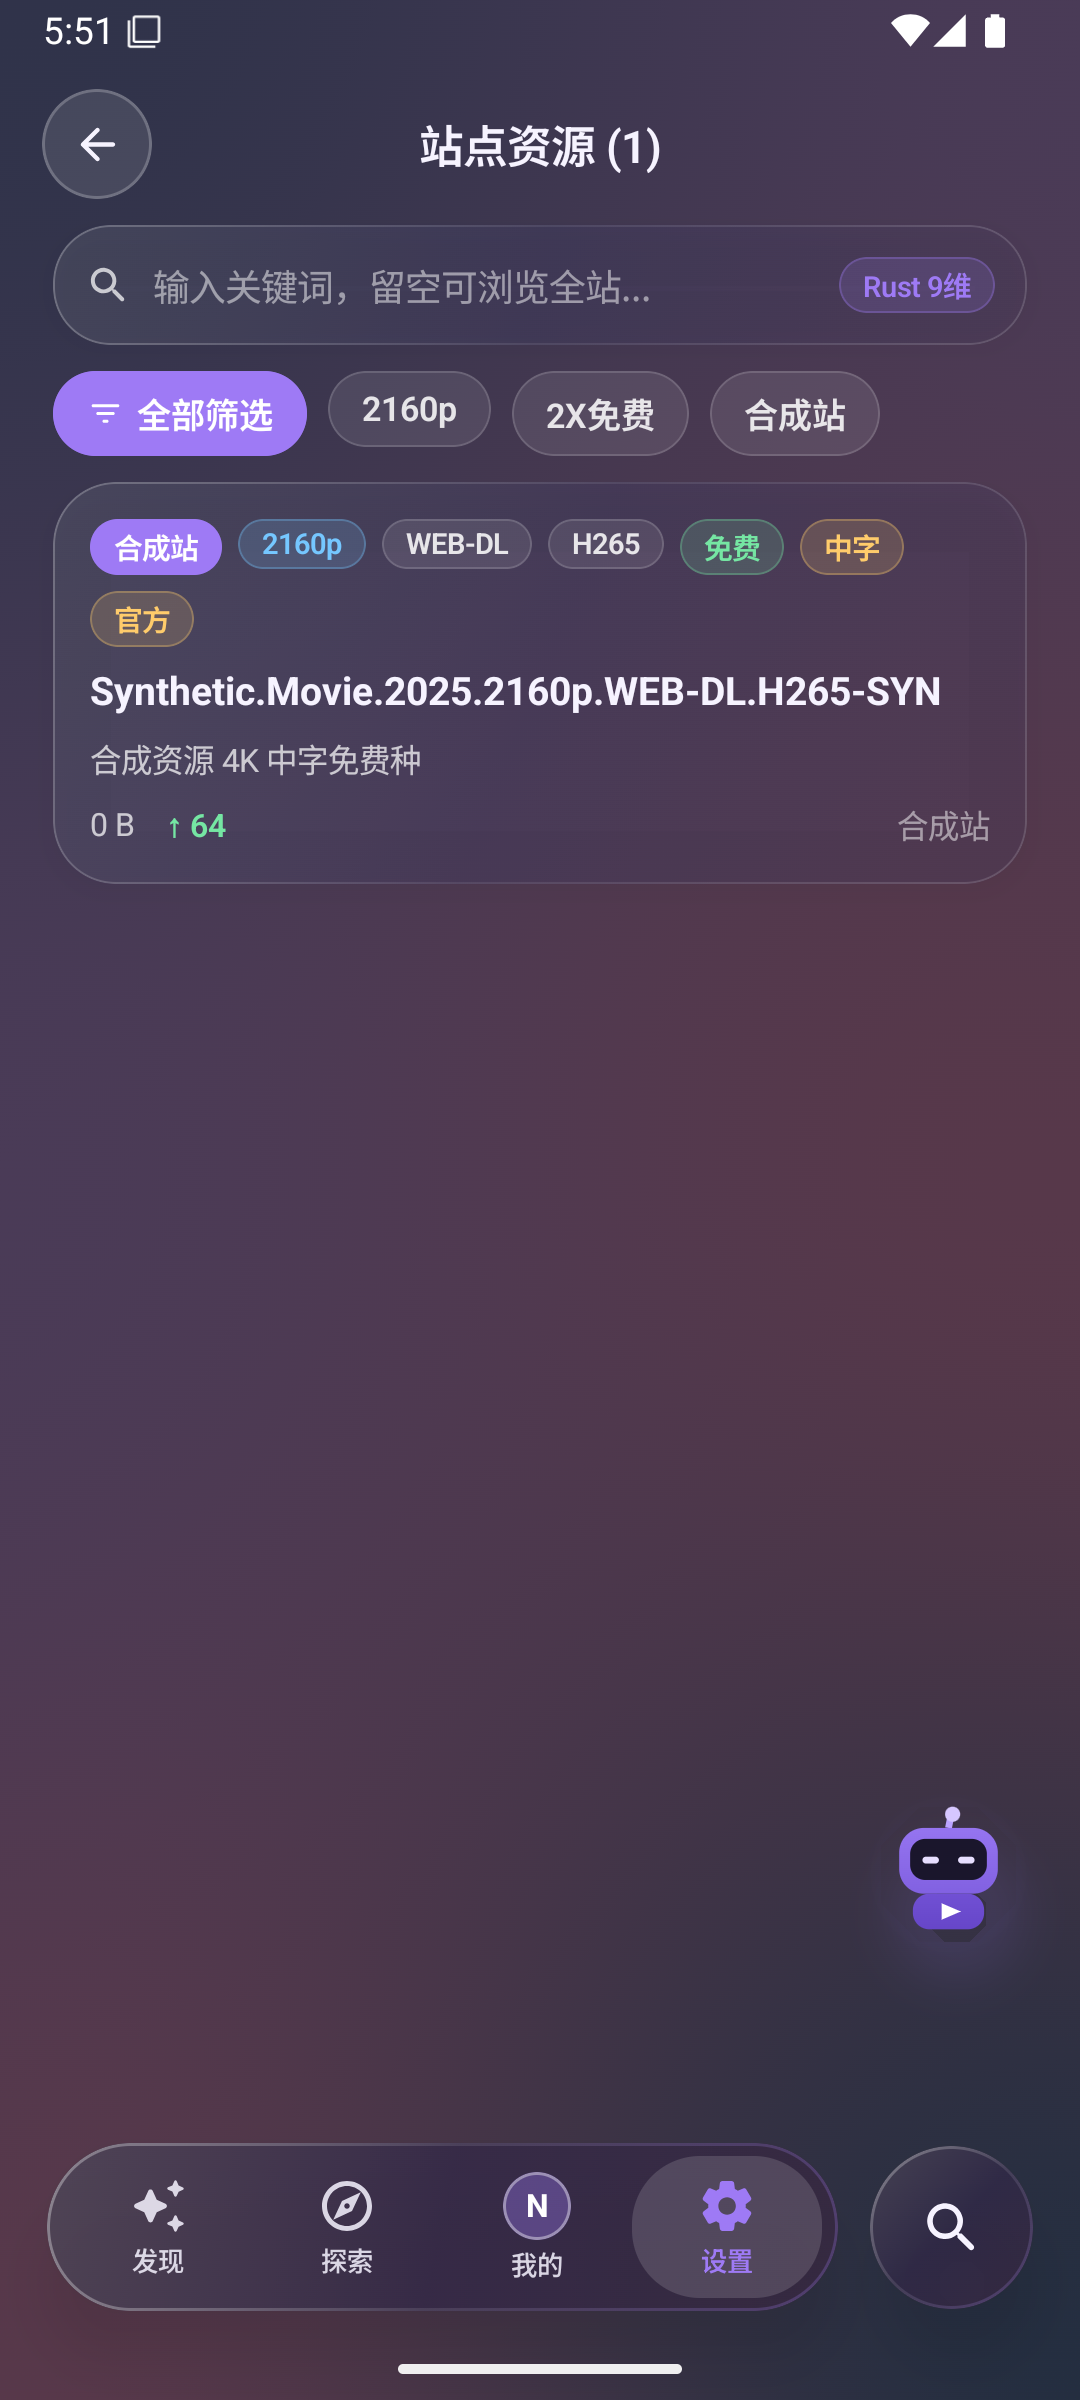 5:51
站点资源 (1)
输入关键词，留空可浏览全站...
Rust 9维
全部筛选 2160p 2X免费 合成站
合成站 2160p WEB-DL H265 免费 中字
官方
Synthetic.Movie.2025.2160p.WEB-DL.H265-SYN
合成资源 4K 中字免费种
0 B ↑ 64 合成站
N
发现 探索 我的 设置